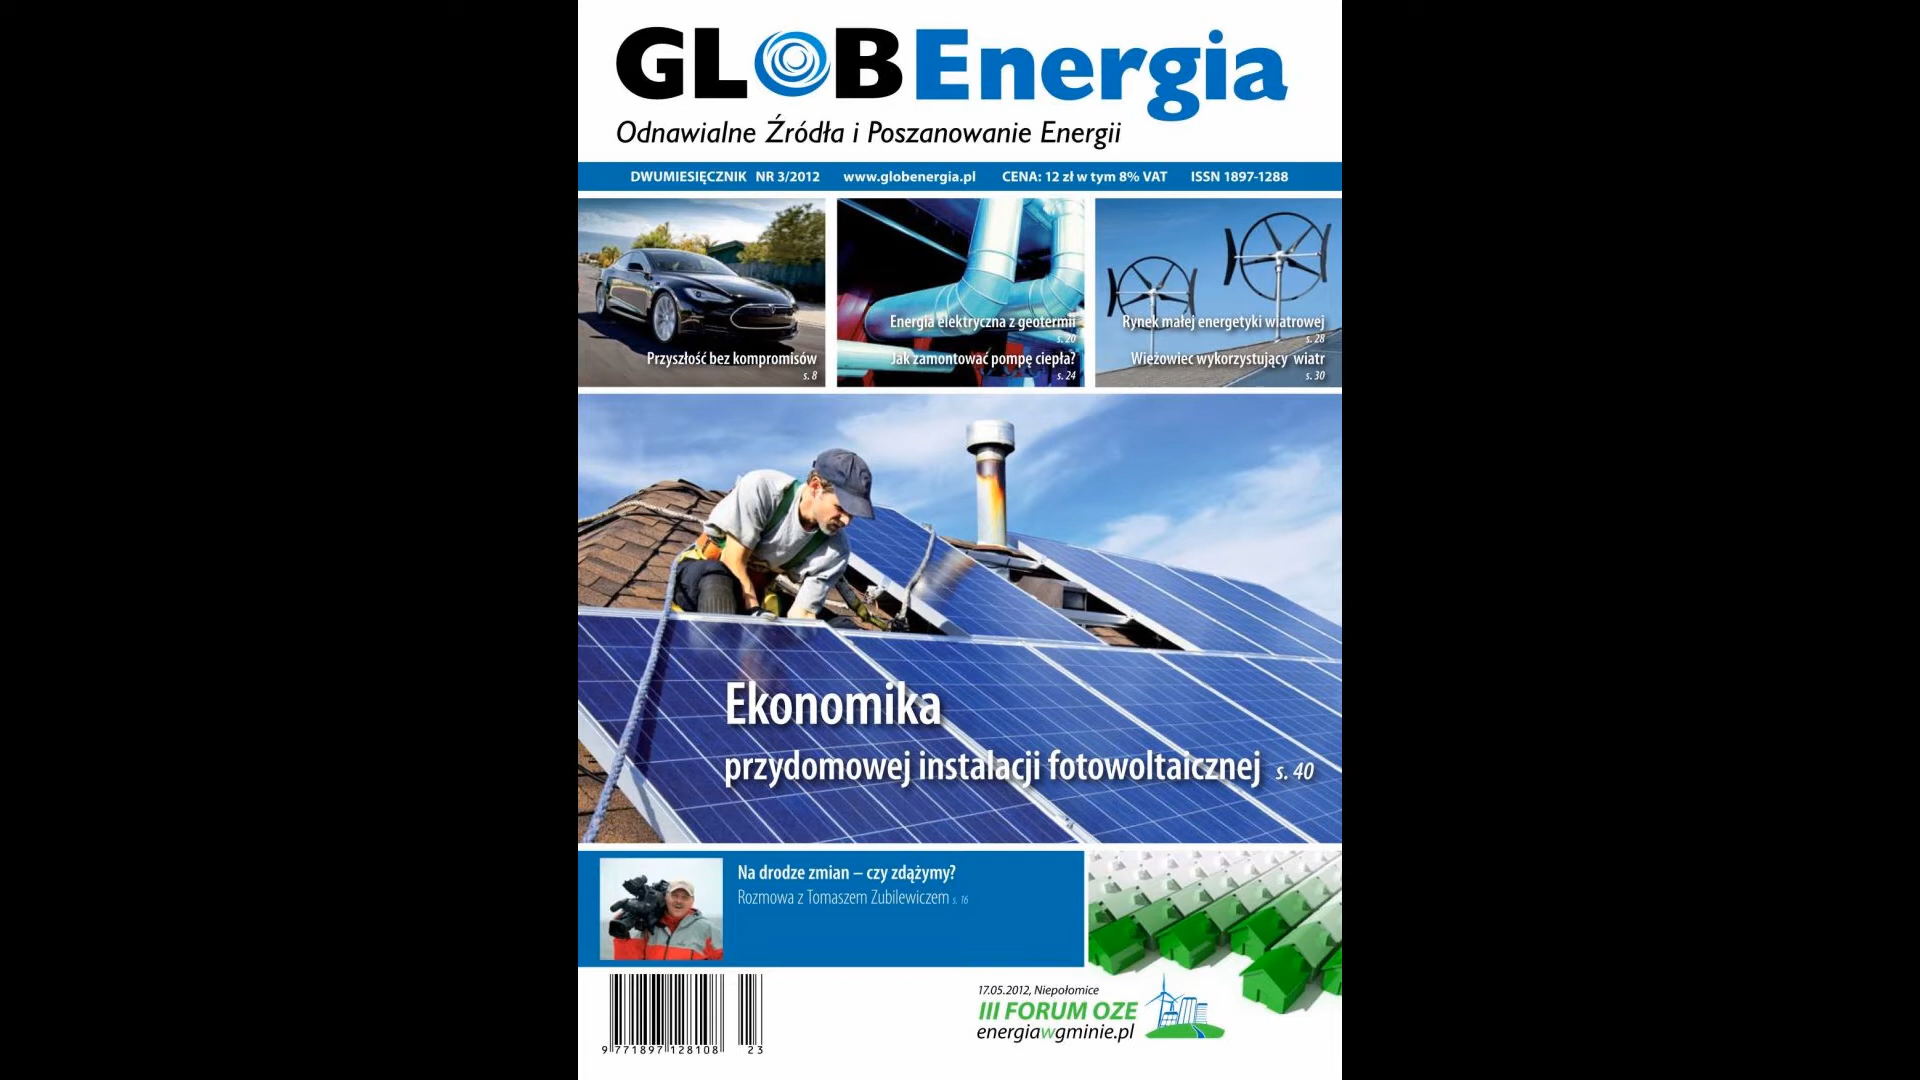 GLOBEnergia
Odnawialne Źródła i Poszanowanie Energii
DWUMIESIĘCZNIK NR 3/2012 www.globenergia.pl CENA: 12 zł w tym 8% VAT ISSN 1897-1288
Przyszłość bez kompromisów
s. 8
Energia elektryczna z geotermii
s. 20
Jak zamontować pompę ciepła?
s. 24
Rynek małej energetyki wiatrowej
s. 28
Wieżowiec wykorzystujący wiatr
s. 30
Ekonomika
przydomowej instalacji fotowoltaicznej s. 40
Na drodze zmian – czy zdążymy?
Rozmowa z Tomaszem Zubilewiczem s. 16
17.05.2012, Niepołomice
III FORUM OZE
energiawgminie.pl
9 771897 128108 23